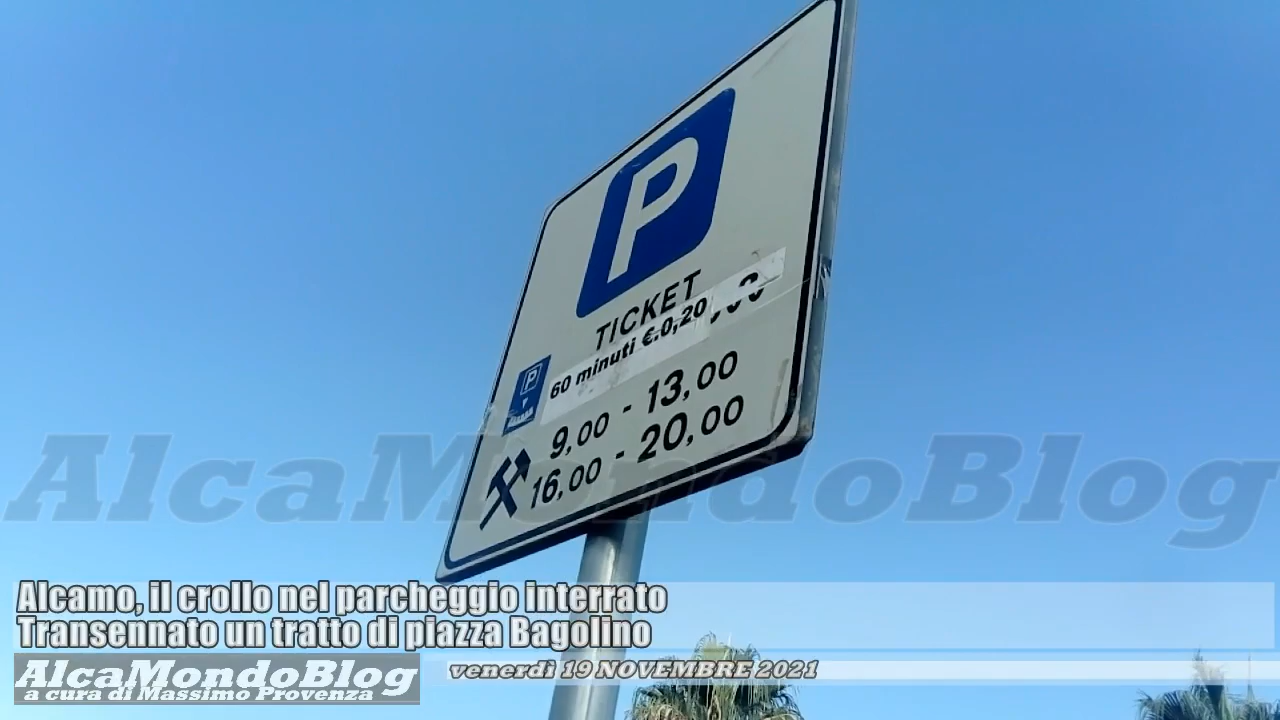 P
TICKET
60 minuti €.0,20
P
9,00 - 13,00
16,00 - 20,00
AlcaMondoBlog
Alcamo, il crollo nel parcheggio interrato
Transennato un tratto di piazza Bagolino
AlcaMondoBlog
a cura di Massimo Provenza
venerdì 19 NOVEMBRE 2021